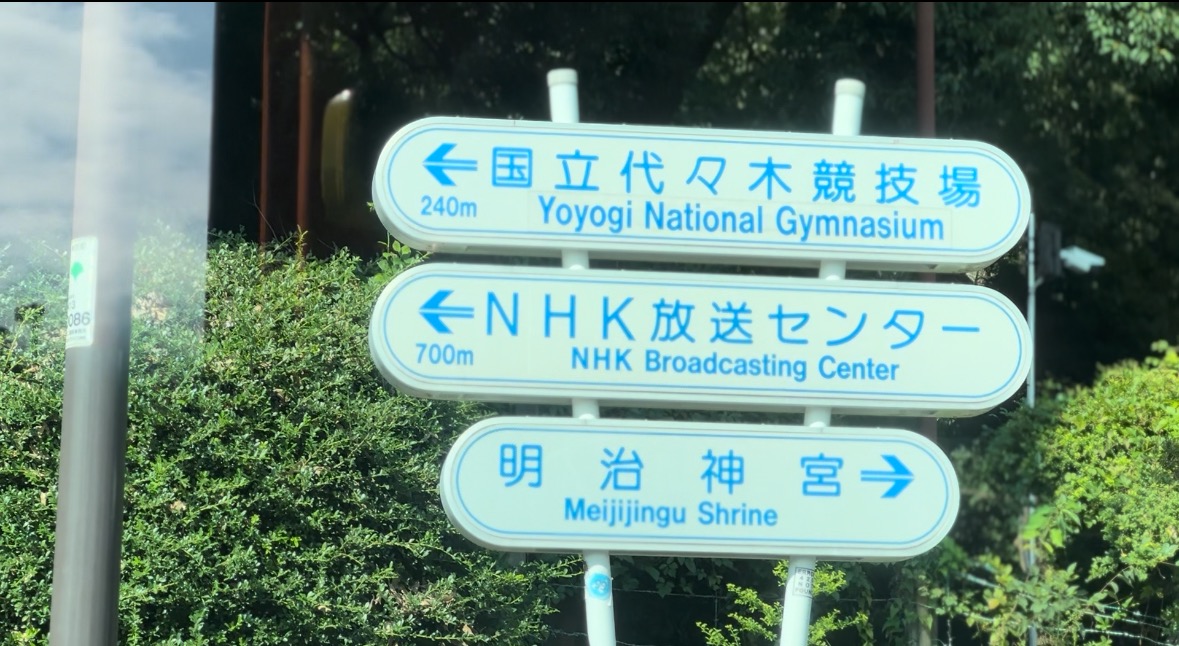 ←国立代々木競技場
240m Yoyogi National Gymnasium
←NHK放送センター
700m NHK Broadcasting Center
明治神宮→
Meijijingu Shrine
086